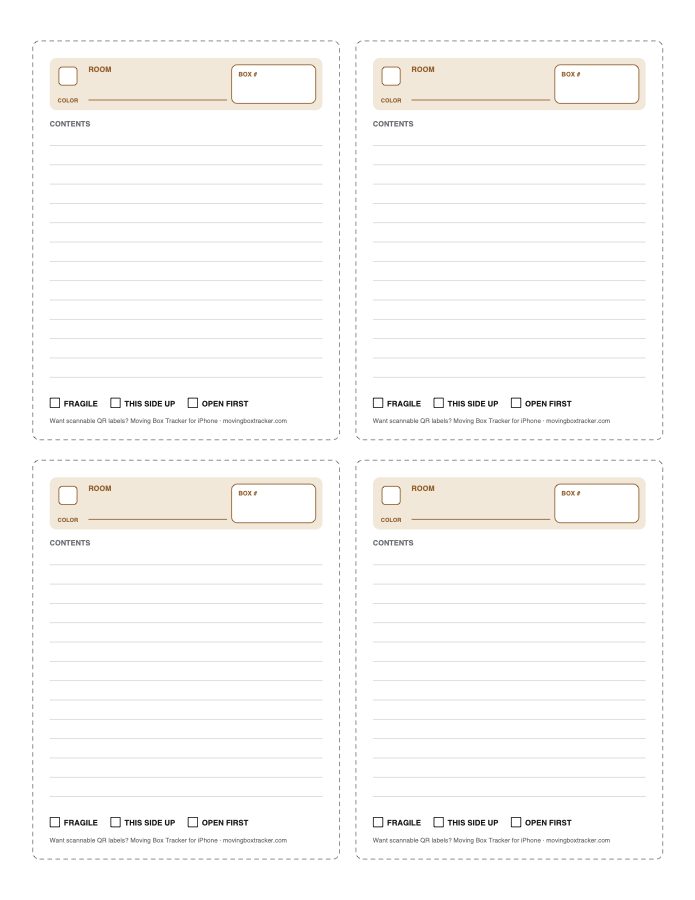 ROOM
BOX #
COLOR
CONTENTS
FRAGILE THIS SIDE UP OPEN FIRST
Want scannable QR labels? Moving Box Tracker for iPhone · movingboxtracker.com
ROOM
BOX #
COLOR
CONTENTS
FRAGILE THIS SIDE UP OPEN FIRST
Want scannable QR labels? Moving Box Tracker for iPhone · movingboxtracker.com
ROOM
BOX #
COLOR
CONTENTS
FRAGILE THIS SIDE UP OPEN FIRST
Want scannable QR labels? Moving Box Tracker for iPhone · movingboxtracker.com
ROOM
BOX #
COLOR
CONTENTS
FRAGILE THIS SIDE UP OPEN FIRST
Want scannable QR labels? Moving Box Tracker for iPhone · movingboxtracker.com